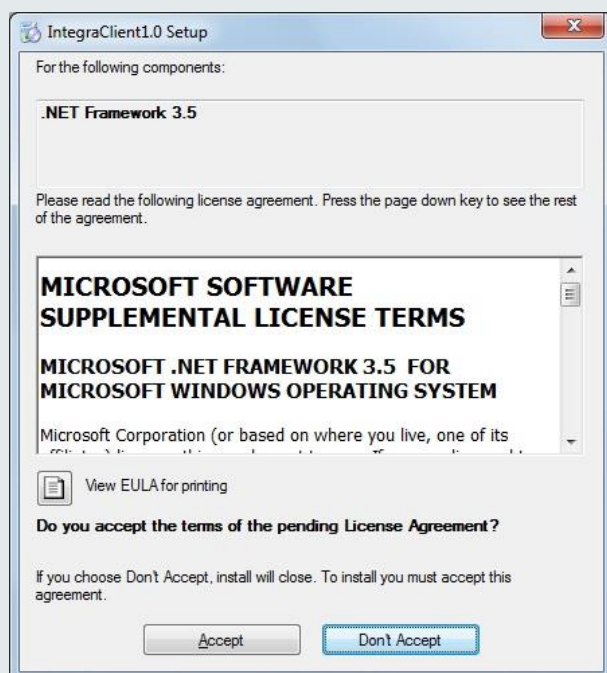 IntegraClient1.0 Setup
For the following components:
.NET Framework 3.5
Please read the following license agreement. Press the page down key to see the rest
of the agreement.
MICROSOFT SOFTWARE
SUPPLEMENTAL LICENSE TERMS
MICROSOFT .NET FRAMEWORK 3.5 FOR
MICROSOFT WINDOWS OPERATING SYSTEM
Microsoft Corporation (or based on where you live, one of its
View EULA for printing
Do you accept the terms of the pending License Agreement?
If you choose Don't Accept, install will close. To install you must accept this
agreement.
Accept
Don't Accept